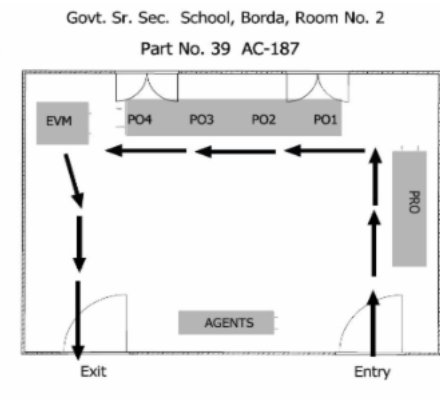 Govt. Sr. Sec. School, Borda, Room No. 2
Part No. 39 AC-187
EVM
PO4 PO3 PO2 PO1
PRO
AGENTS
Exit Entry